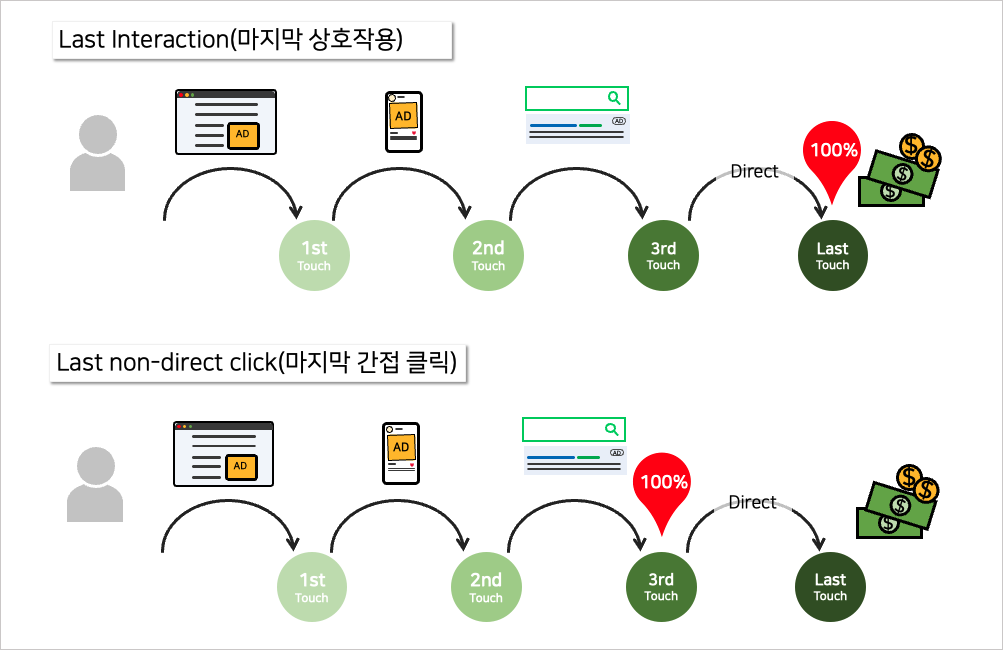 Last Interaction(마지막 상호작용)
AD
AD
AD
Direct
100%
1st
Touch
2nd
Touch
3rd
Touch
Last
Touch
Last non-direct click(마지막 간접 클릭)
AD
AD
AD
100%
Direct
1st
Touch
2nd
Touch
3rd
Touch
Last
Touch